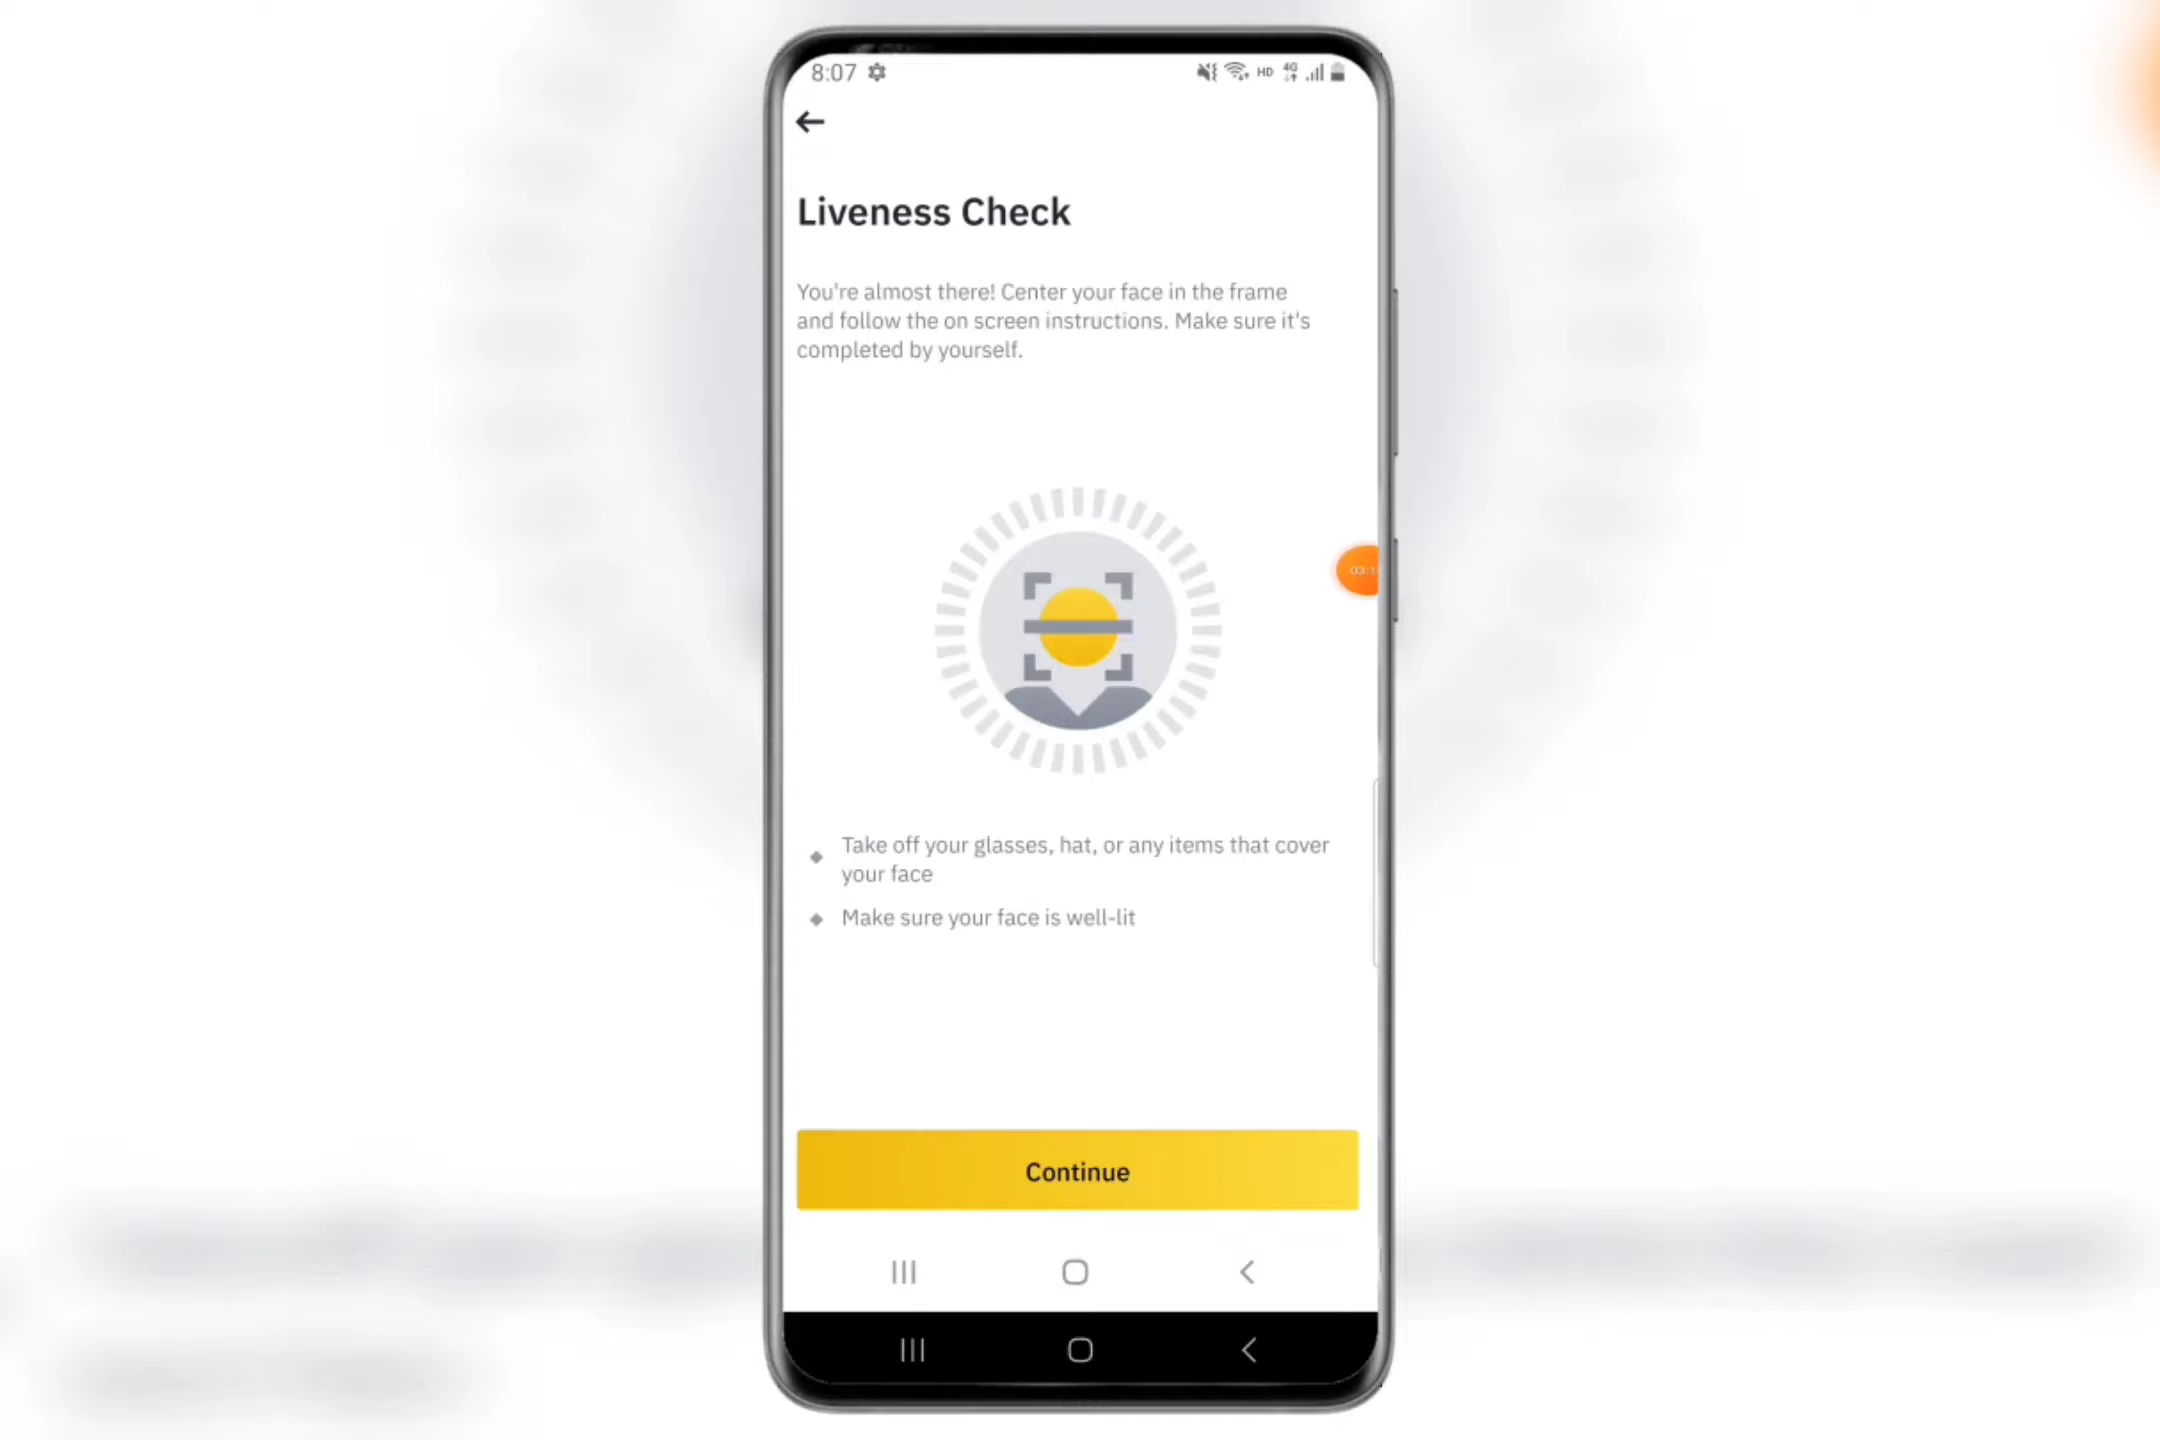 8:07
HD 4G
Liveness Check
You're almost there! Center your face in the frame
and follow the on screen instructions. Make sure it's
completed by yourself.
Take off your glasses, hat, or any items that cover
your face
Make sure your face is well-lit
Continue